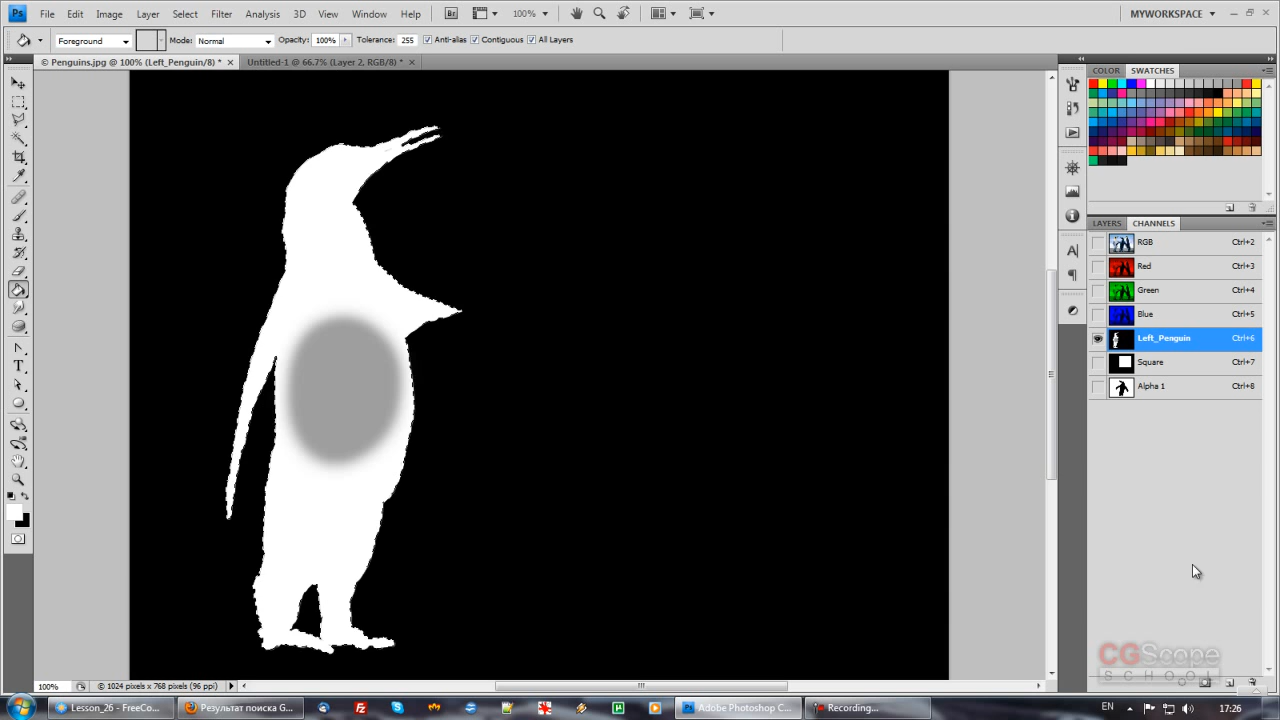 Ps File Edit Image Layer Select Filter Analysis 3D View Window Help Br 100% MYWORKSPACE
Foreground Mode: Normal Opacity: 100% Tolerance: 255 Anti-alias Contiguous All Layers
© Penguins.jpg @ 100% (Left_Penguin/8) * Untitled-1 @ 66.7% (Layer 2, RGB/8) *
COLOR SWATCHES
LAYERS CHANNELS
RGB Ctrl+2
Red Ctrl+3
Green Ctrl+4
Blue Ctrl+5
Left_Penguin Ctrl+6
Square Ctrl+7
Alpha 1 Ctrl+8
CGScope
SCHOOL
100% © 1024 pixels x 768 pixels (96 ppi)
Lesson_26 - FreeCo... Результат поиска G... Adobe Photoshop C... Recording... EN 17:26